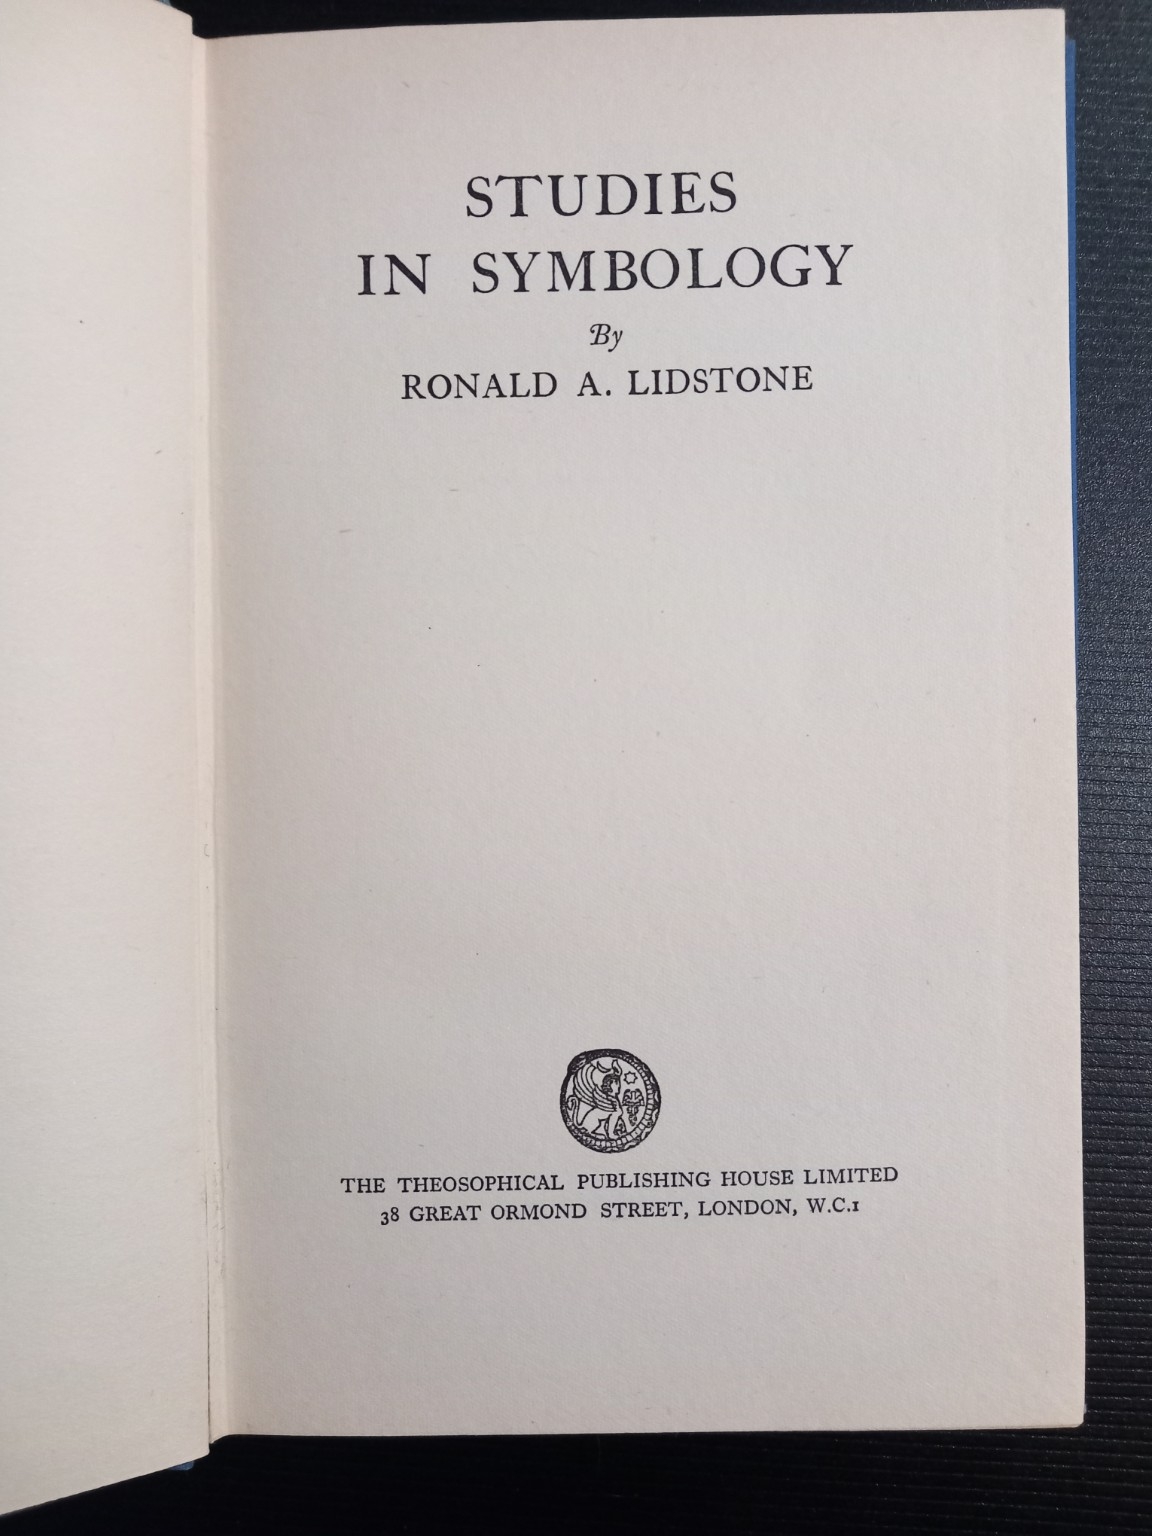 STUDIES
IN SYMBOLOGY
By
RONALD A. LIDSTONE
THE THEOSOPHICAL PUBLISHING HOUSE LIMITED
38 GREAT ORMOND STREET, LONDON, W.C.1